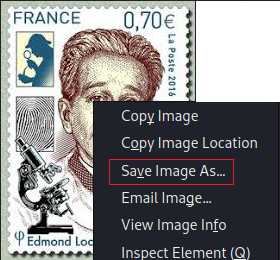 FRANCE 0,70€
La Poste 2016
Copy Image
Copy Image Location
Save Image As...
Email Image...
View Image Info
φ Edmond Loc
Inspect Element (Q)